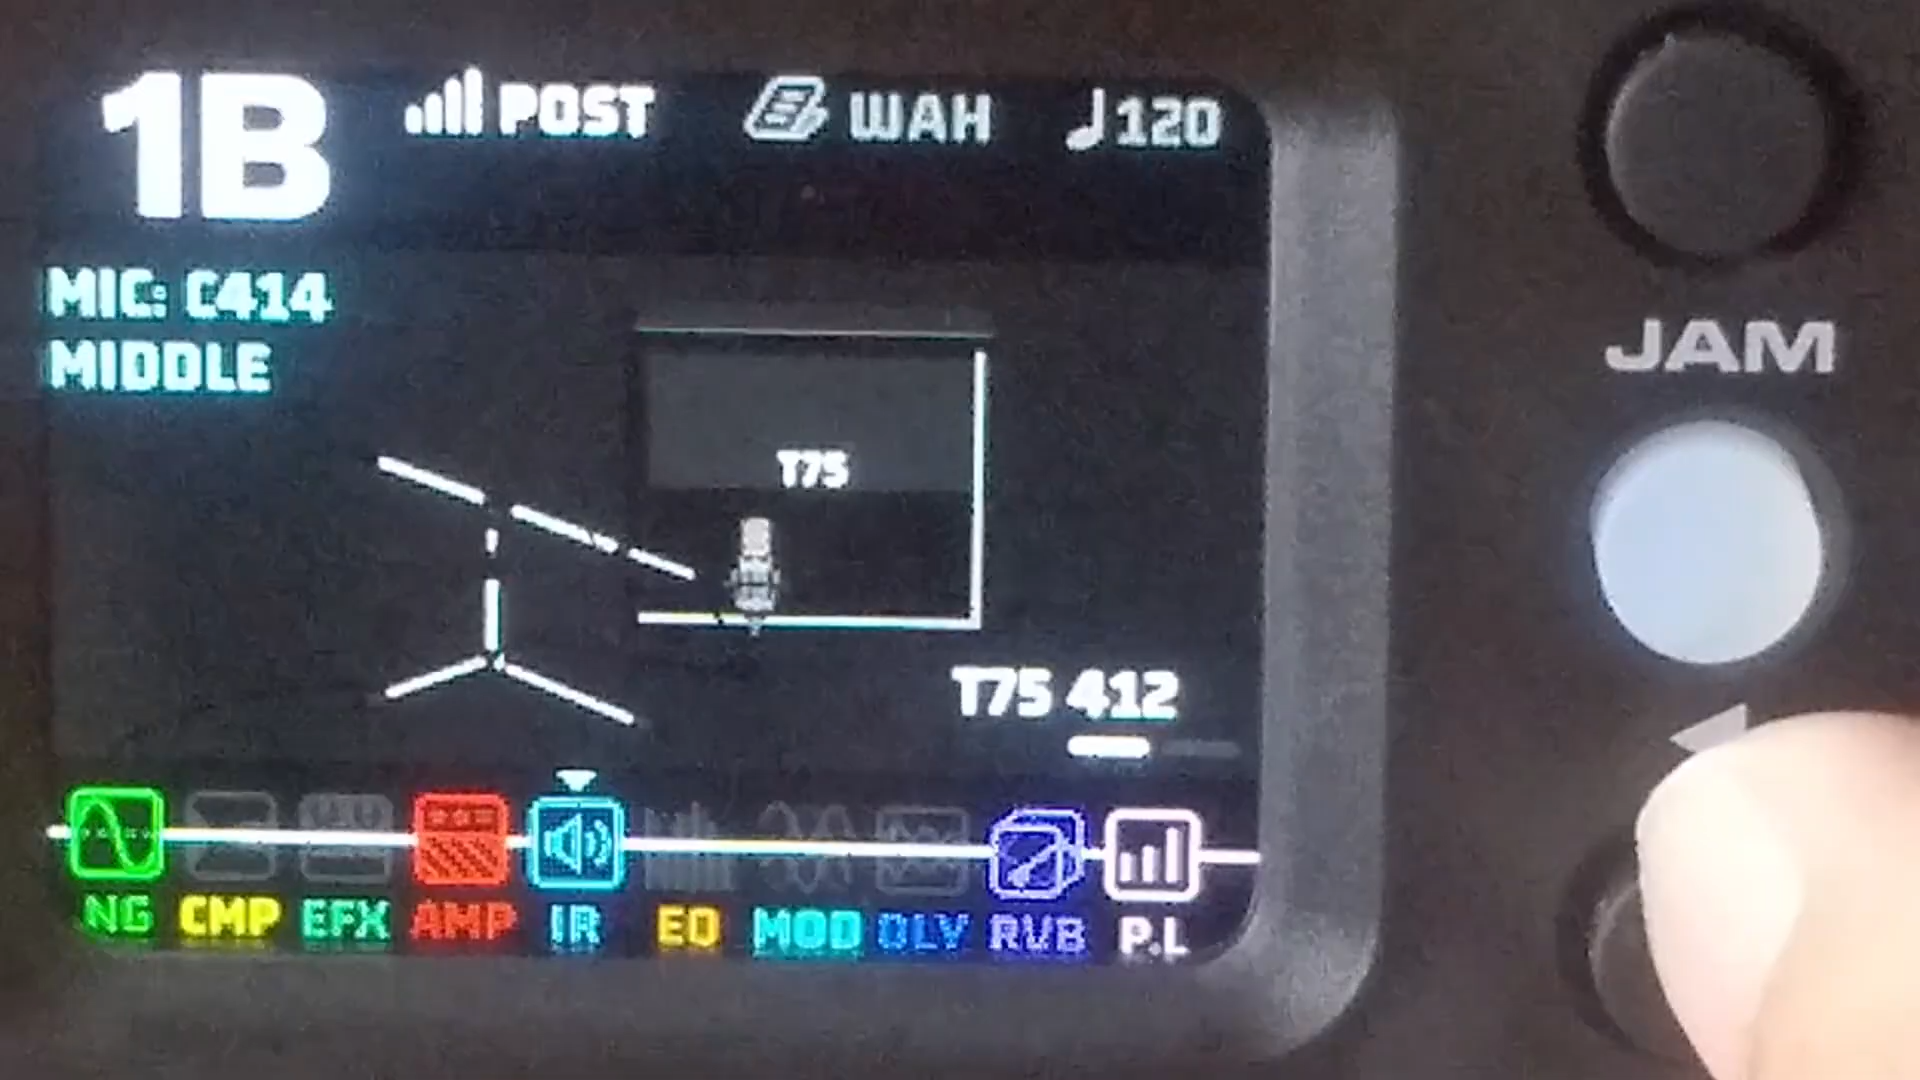 1B POST WAH 120
MIC: C414
MIDDLE
JAM
T75
T75 412
NG CMP EFX AMP IR EQ MOD DLY RVB P.L